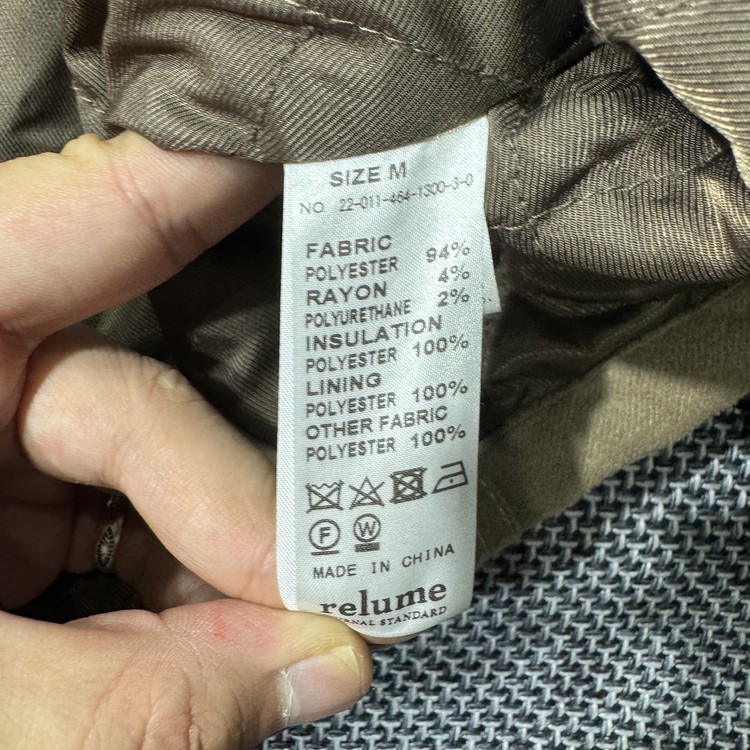 SIZE M
NO. 22-011-464-1300-3-0
FABRIC
POLYESTER 94%
RAYON 4%
POLYURETHANE 2%
INSULATION
POLYESTER 100%
LINING
POLYESTER 100%
OTHER FABRIC
POLYESTER 100%
F W
MADE IN CHINA
relume
STANDARD